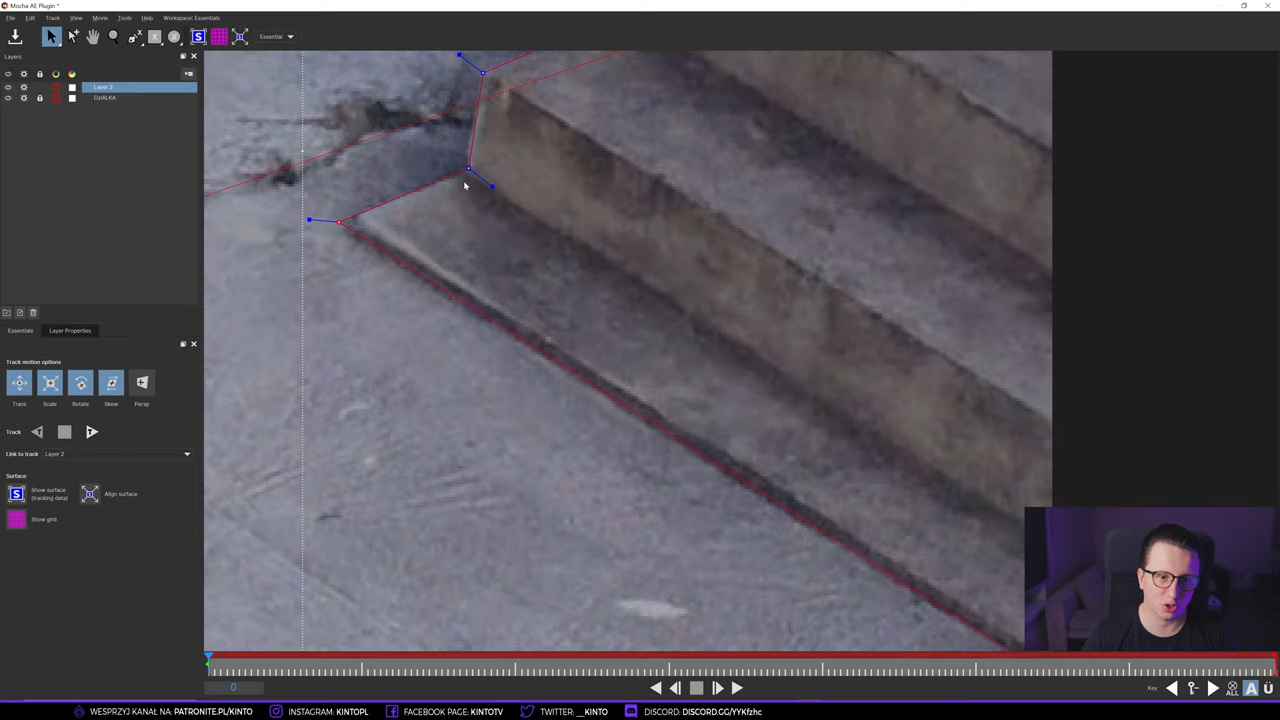 Mocha AE Plugin *
File Edit Track View Movie Tools Help Workspace: Essentials
Essential
Layers
Layer 2
DzIALKA
Essentials Layer Properties
Track motion options
Trans Scale Rotate Skew Persp
Track
Link to track Layer 2
Surface
Show surface
(tracking data)
Align surface
Show grid
0
Key
ALL
A
WESPRZYJ KANAŁ NA: PATRONITE.PL/KINTO INSTAGRAM: KINTOPL FACEBOOK PAGE: KINTOTV TWITTER: __KINTO DISCORD: DISCORD.GG/YYKfzhc